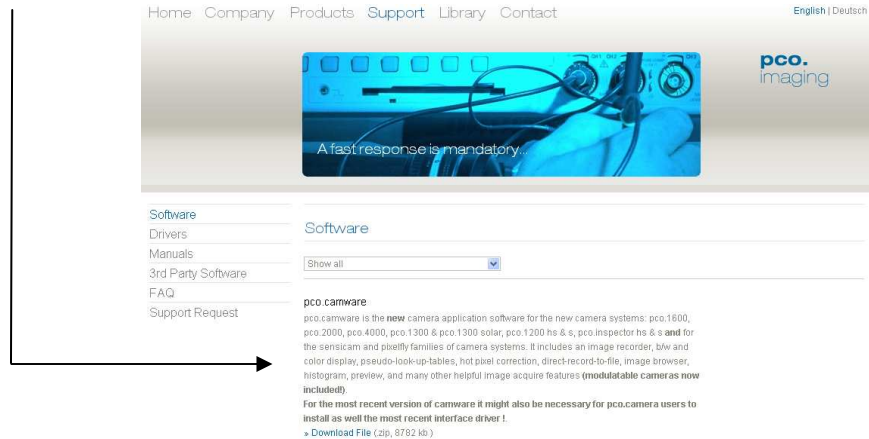 Home Company Products Support Library Contact
English | Deutsch
pco.
imaging
A fast response is mandatory...
Software
Drivers
Manuals
3rd Party Software
FAQ
Support Request
Software
Show all
pco.camware
pco.camware is the new camera application software for the new camera systems: pco.1600,
pco.2000, pco.4000, pco.1300 & pco.1300 solar, pco.1200 hs & s, pco.inspector hs & s and for
the sensicam and pixelfly families of camera systems. It includes an image recorder, b/w and
color display, pseudo-look-up-tables, hot pixel correction, direct-record-to-file, image browser,
histogram, preview, and many other helpful image acquire features (modulatable cameras now
included!).
For the most recent version of camware it might also be necessary for pco.camera users to
install as well the most recent interface driver !.
» Download File (.zip, 8782 kb )